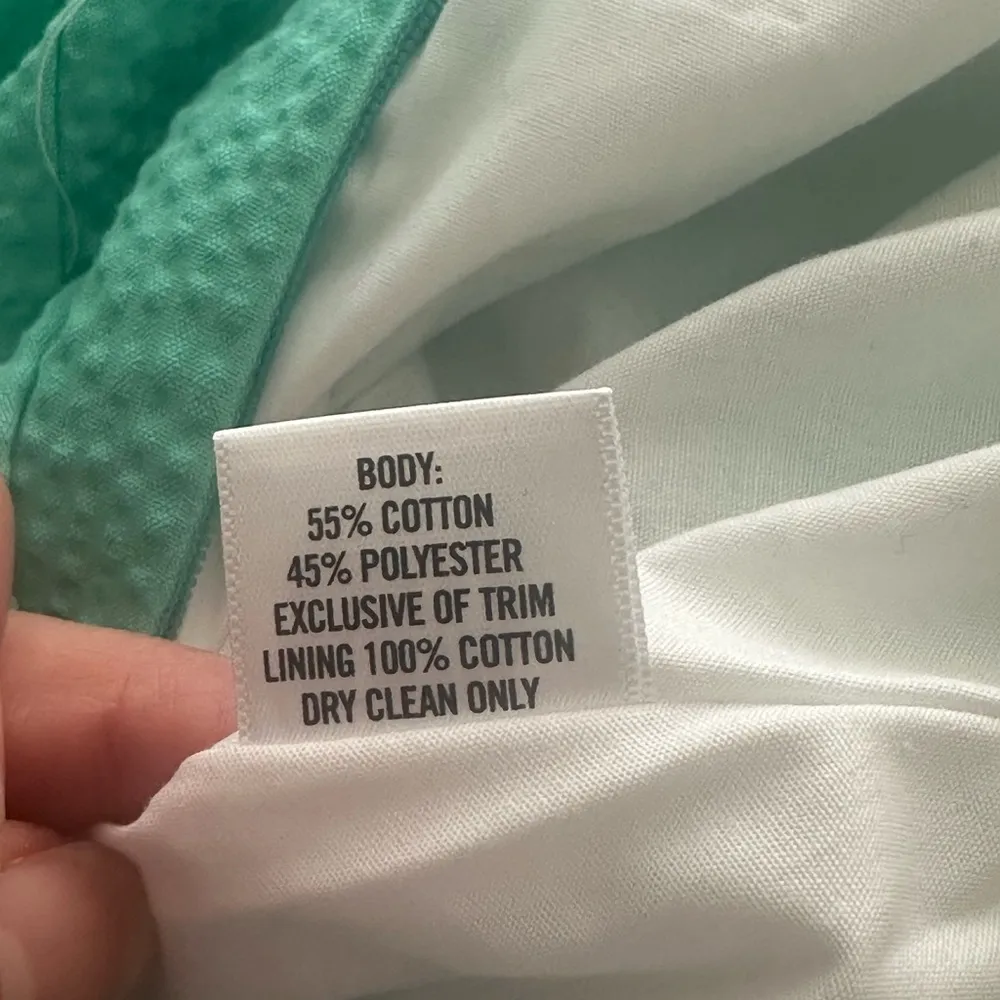 BODY:
55% COTTON
45% POLYESTER
EXCLUSIVE OF TRIM
LINING 100% COTTON
DRY CLEAN ONLY